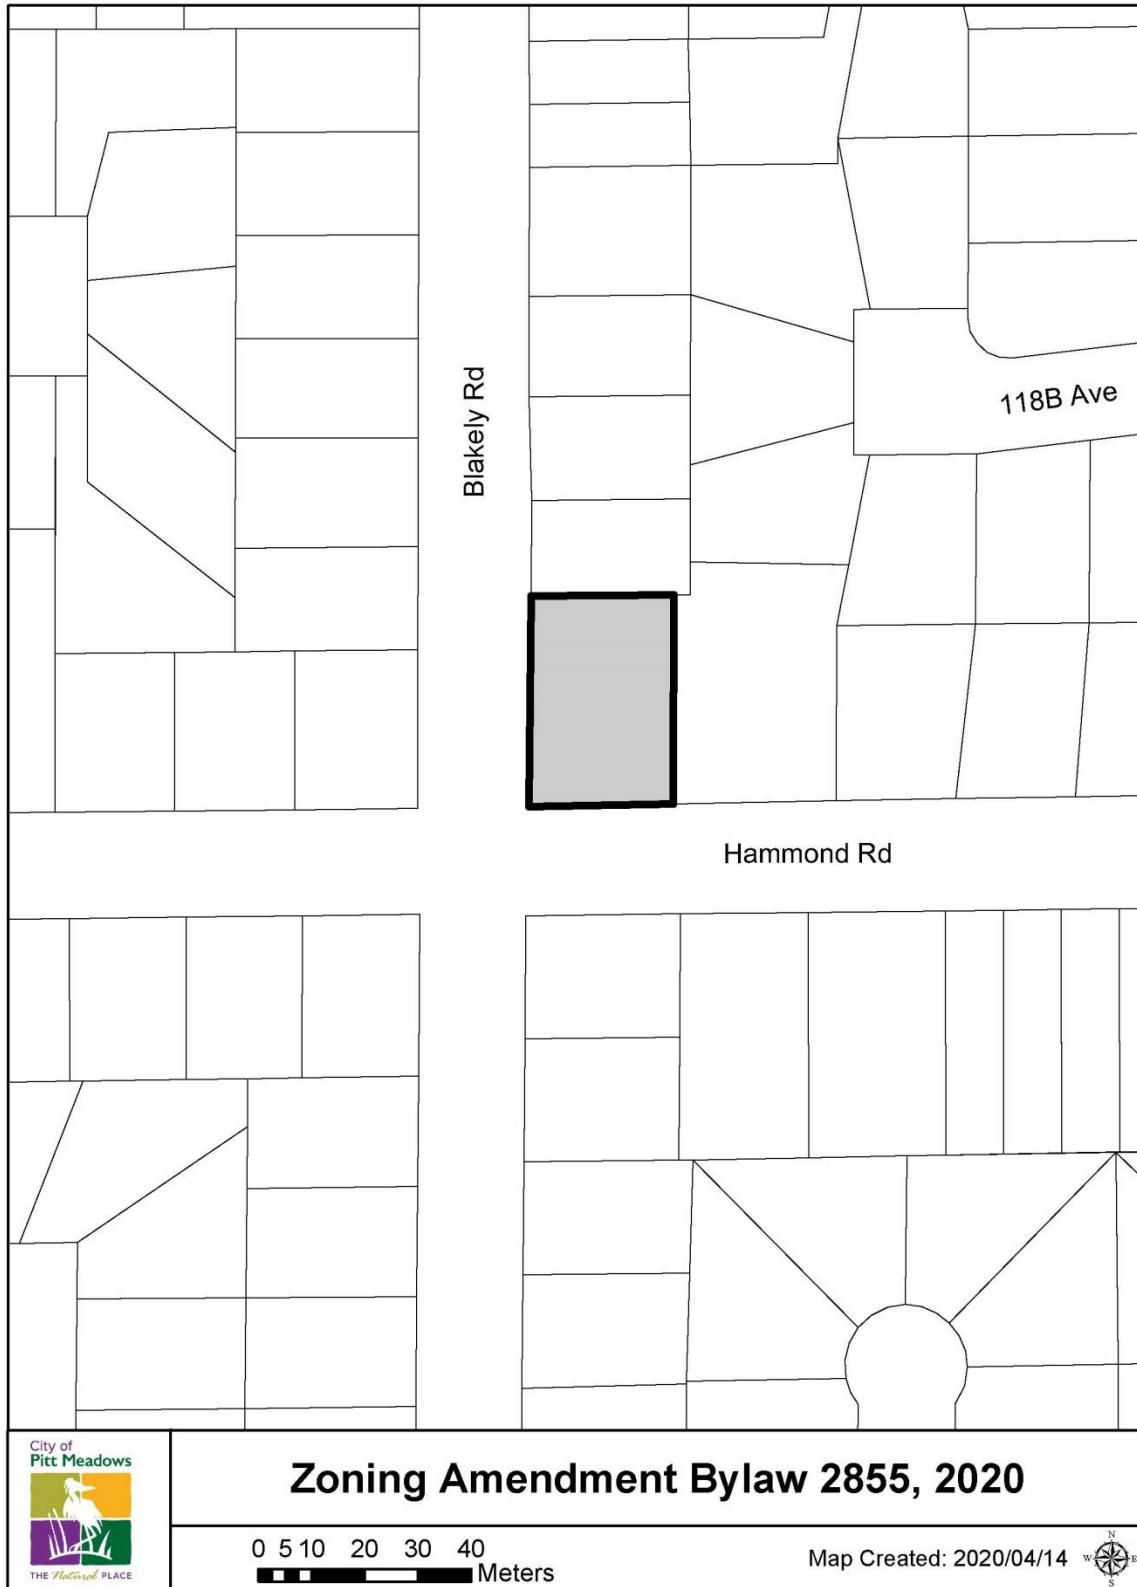 118B Ave
Blakely Rd
Hammond Rd
City of
Pitt Meadows
THE Natural PLACE
Zoning Amendment Bylaw 2855, 2020
0 5 10 20 30 40
Meters
Map Created: 2020/04/14
N
W E
S